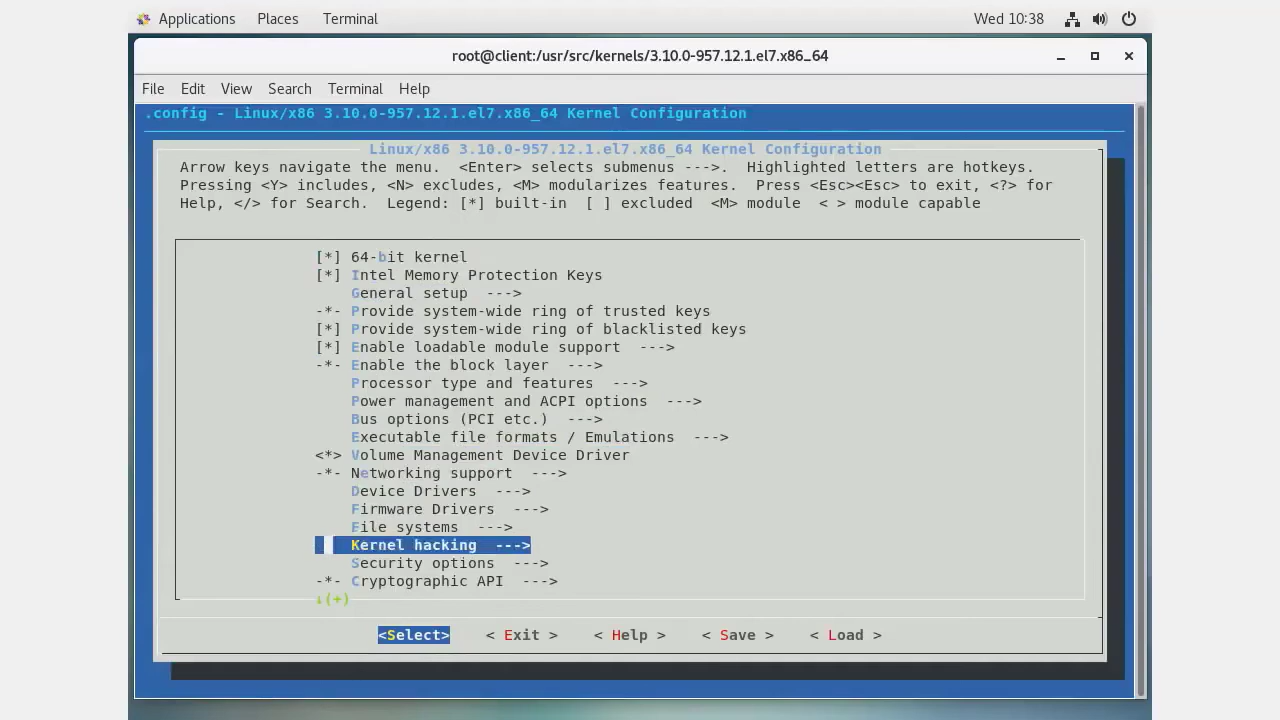 Applications Places Terminal Wed 10:38
root@client:/usr/src/kernels/3.10.0-957.12.1.el7.x86_64
File Edit View Search Terminal Help
.config - Linux/x86 3.10.0-957.12.1.el7.x86_64 Kernel Configuration
Linux/x86 3.10.0-957.12.1.el7.x86_64 Kernel Configuration
Arrow keys navigate the menu.  <Enter> selects submenus --->.  Highlighted letters are hotkeys.
Pressing <Y> includes, <N> excludes, <M> modularizes features.  Press <Esc><Esc> to exit, <?> for
Help, </> for Search.  Legend: [*] built-in  [ ] excluded  <M> module  < > module capable
[*] 64-bit kernel
[*] Intel Memory Protection Keys
General setup  --->
-*- Provide system-wide ring of trusted keys
[*] Provide system-wide ring of blacklisted keys
[*] Enable loadable module support  --->
-*- Enable the block layer  --->
Processor type and features  --->
Power management and ACPI options  --->
Bus options (PCI etc.)  --->
Executable file formats / Emulations  --->
<*> Volume Management Device Driver
-*- Networking support  --->
Device Drivers  --->
Firmware Drivers  --->
File systems  --->
Kernel hacking  --->
Security options  --->
-*- Cryptographic API  --->
↓(+)
<Select>    < Exit >    < Help >    < Save >    < Load >